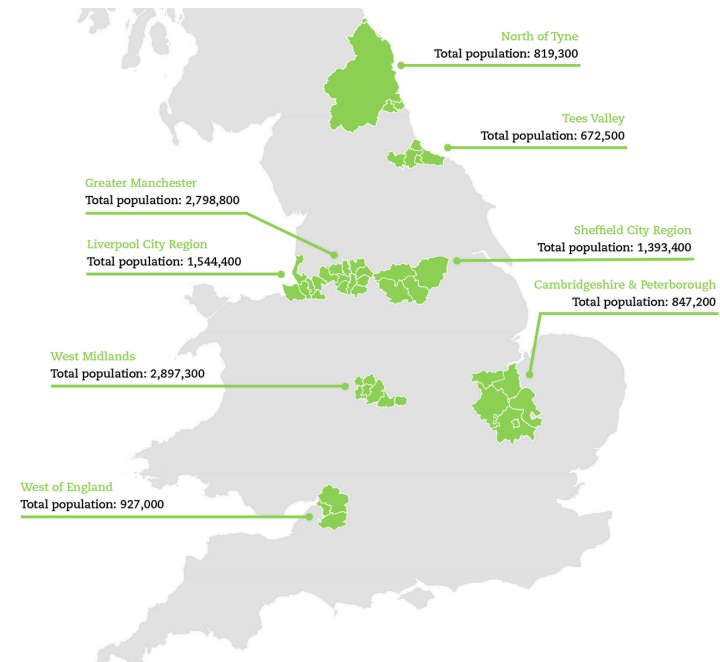 North of Tyne
Total population: 819,300
Tees Valley
Total population: 672,500
Greater Manchester
Total population: 2,798,800
Sheffield City Region
Total population: 1,393,400
Liverpool City Region
Total population: 1,544,400
Cambridgeshire & Peterborough
Total population: 847,200
West Midlands
Total population: 2,897,300
West of England
Total population: 927,000